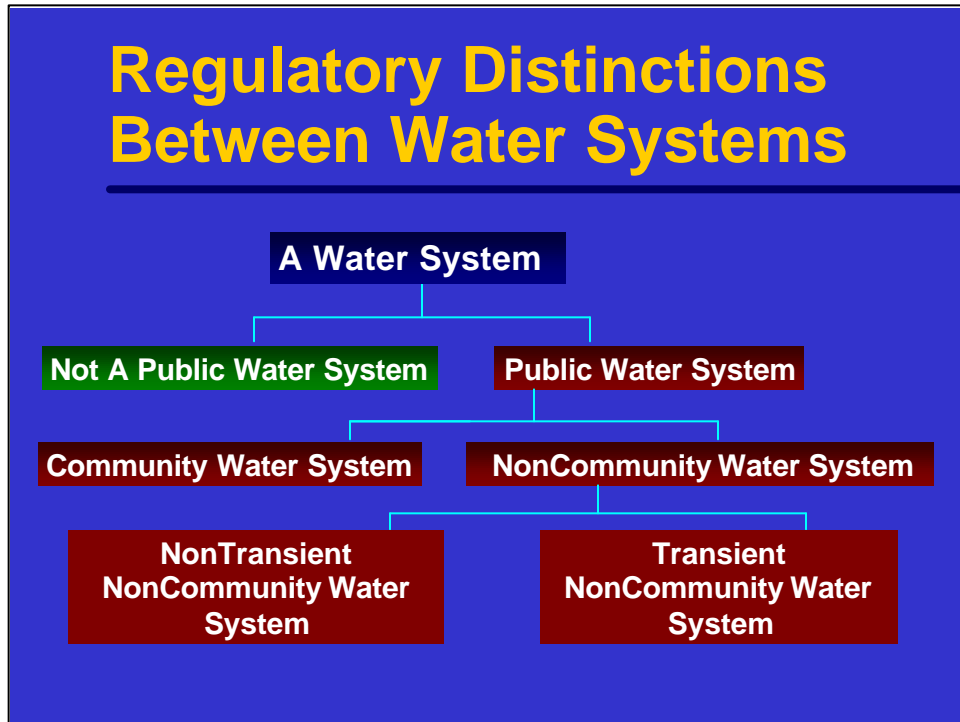 Regulatory Distinctions
Between Water Systems
A Water System
Not A Public Water System
Public Water System
Community Water System
NonCommunity Water System
NonTransient
NonCommunity Water
System
Transient
NonCommunity Water
System